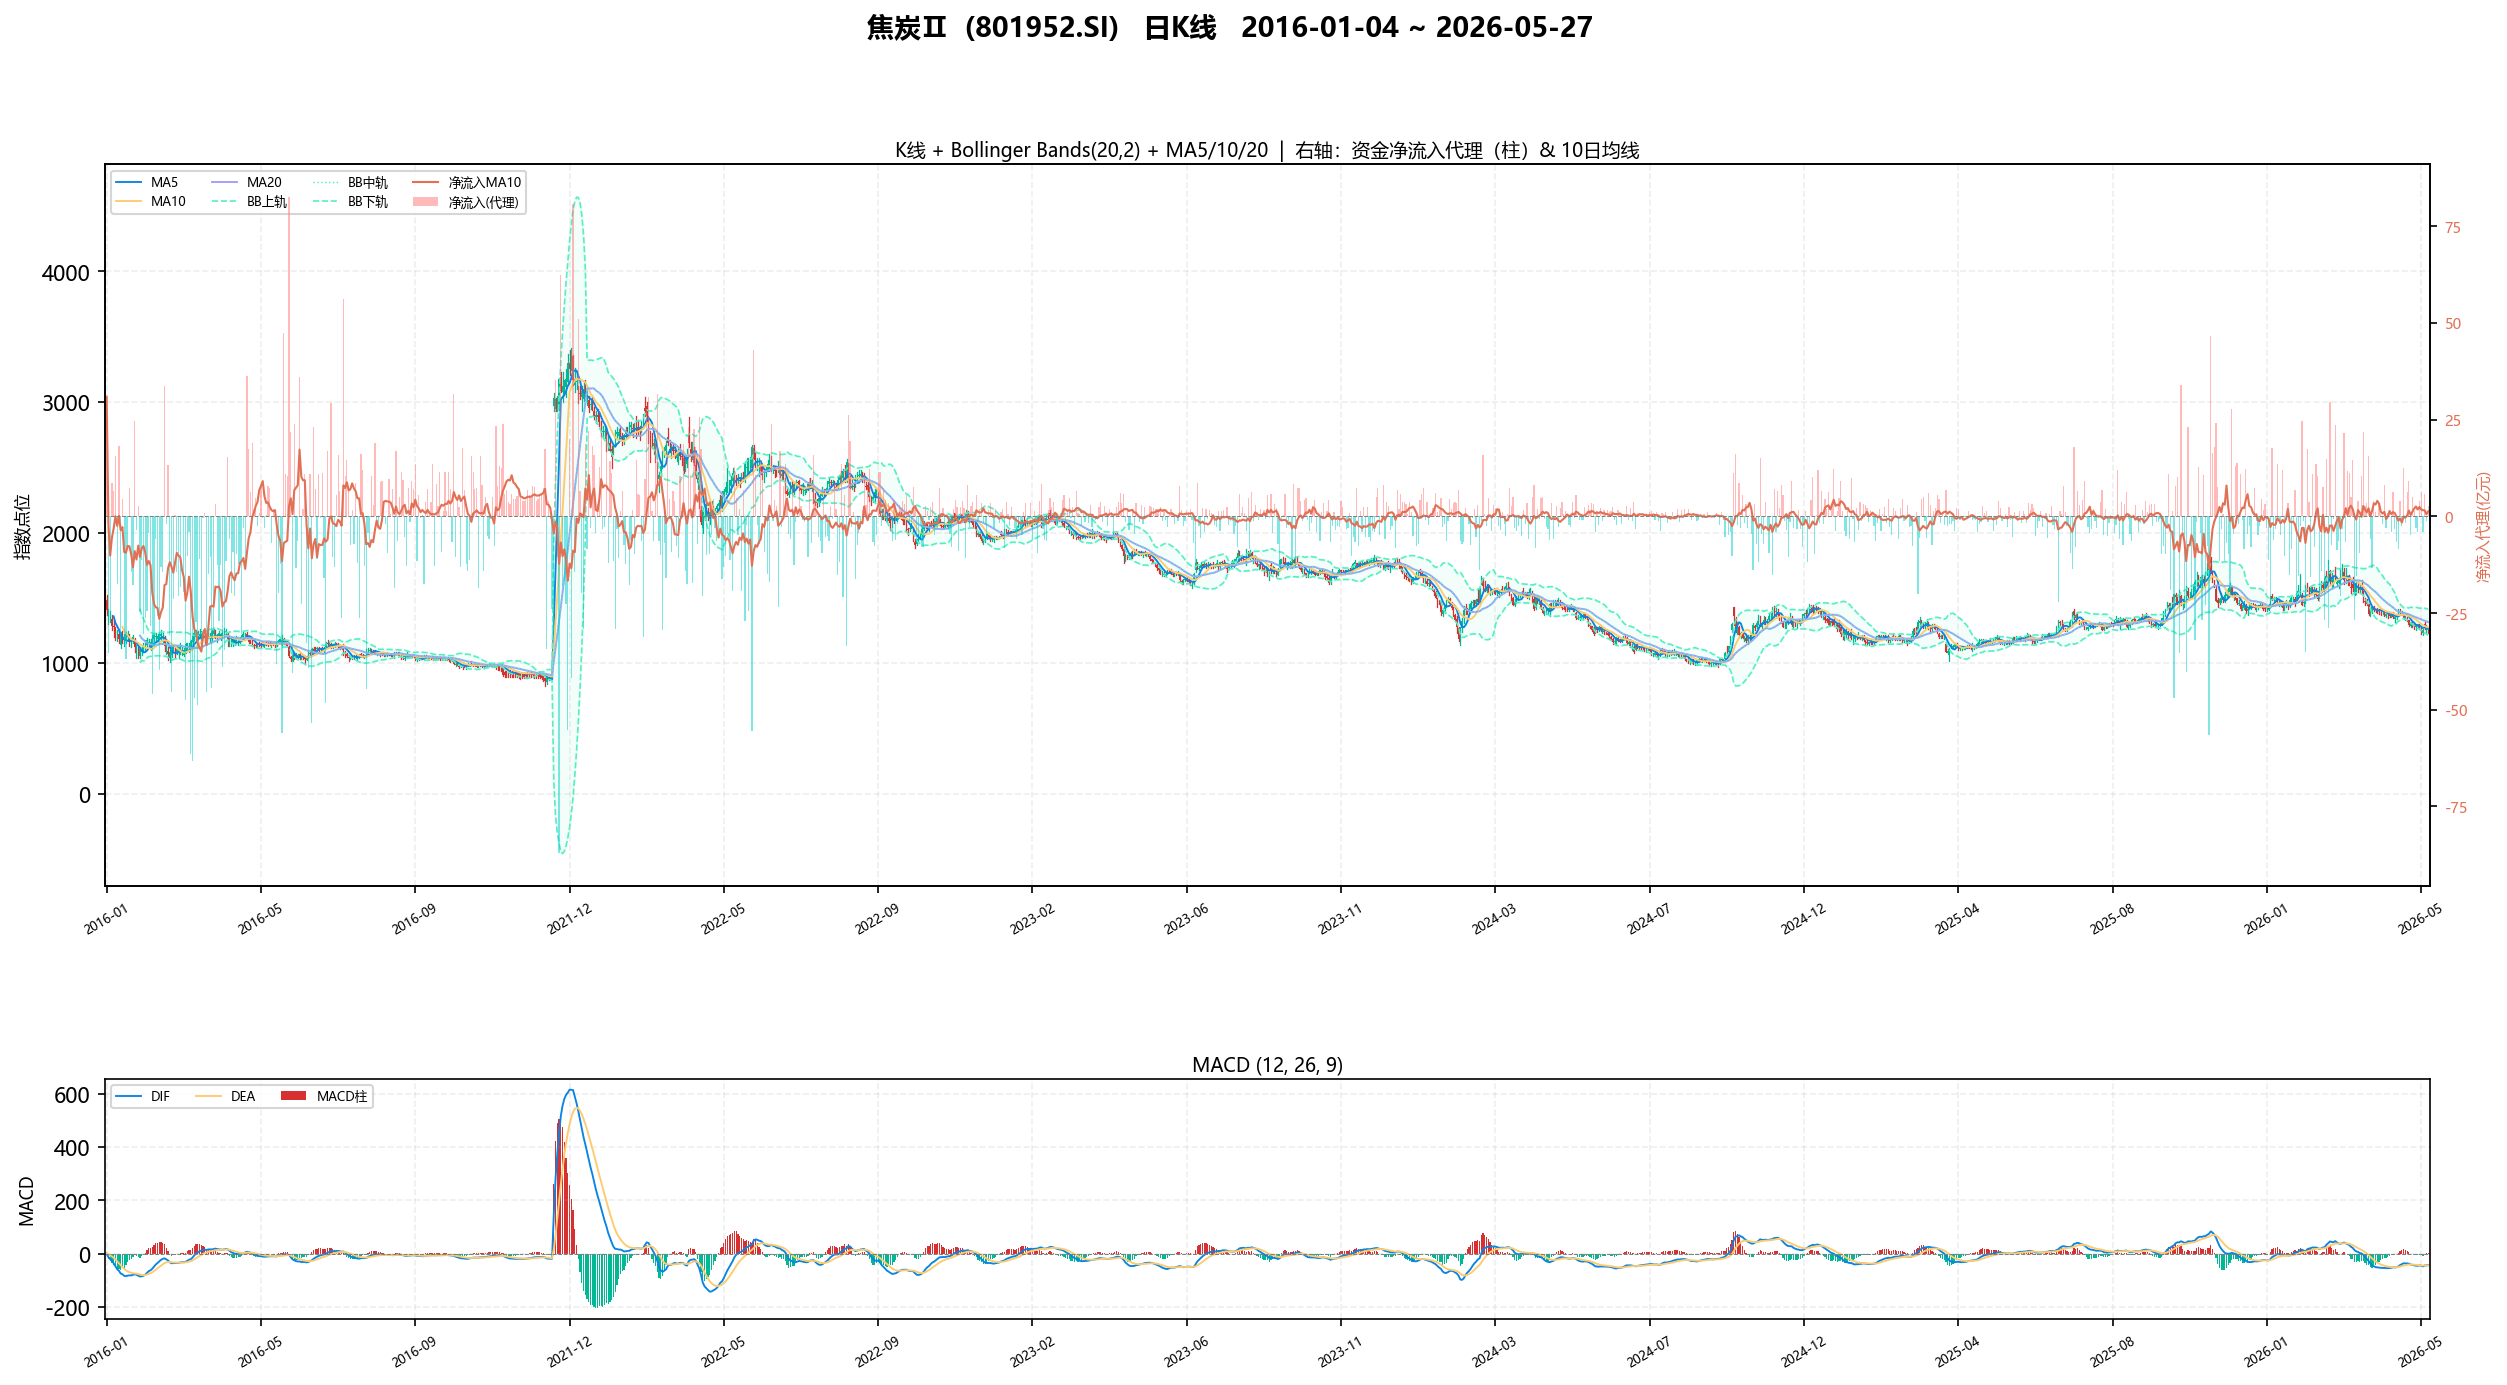 焦炭Ⅱ (801952.SI) 日K线 2016-01-04 ~ 2026-05-27
K线 + Bollinger Bands(20,2) + MA5/10/20 | 右轴：资金净流入代理（柱）& 10日均线
MA5 MA20 BB中轨 净流入MA10
MA10 BB上轨 BB下轨 净流入(代理)
指数点位
4000
3000
2000
1000
0
75
50
25
0
-25
-50
-75
净流入代理(亿元)
2016-01 2016-05 2016-09 2021-12 2022-05 2022-09 2023-02 2023-06 2023-11 2024-03 2024-07 2024-12 2025-04 2025-08 2026-01 2026-05
MACD (12, 26, 9)
DIF DEA MACD柱
MACD
600
400
200
0
-200
2016-01 2016-05 2016-09 2021-12 2022-05 2022-09 2023-02 2023-06 2023-11 2024-03 2024-07 2024-12 2025-04 2025-08 2026-01 2026-05